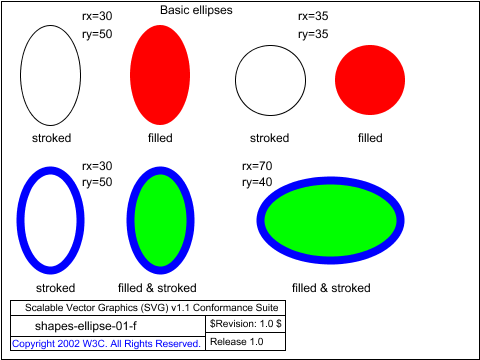 Basic ellipses
rx=30
ry=50
rx=35
ry=35
stroked
filled
stroked
filled
rx=30
ry=50
rx=70
ry=40
stroked
filled & stroked
filled & stroked
Scalable Vector Graphics (SVG) v1.1 Conformance Suite
shapes-ellipse-01-f
$Revision: 1.0 $
Copyright 2002 W3C. All Rights Reserved.
Release 1.0